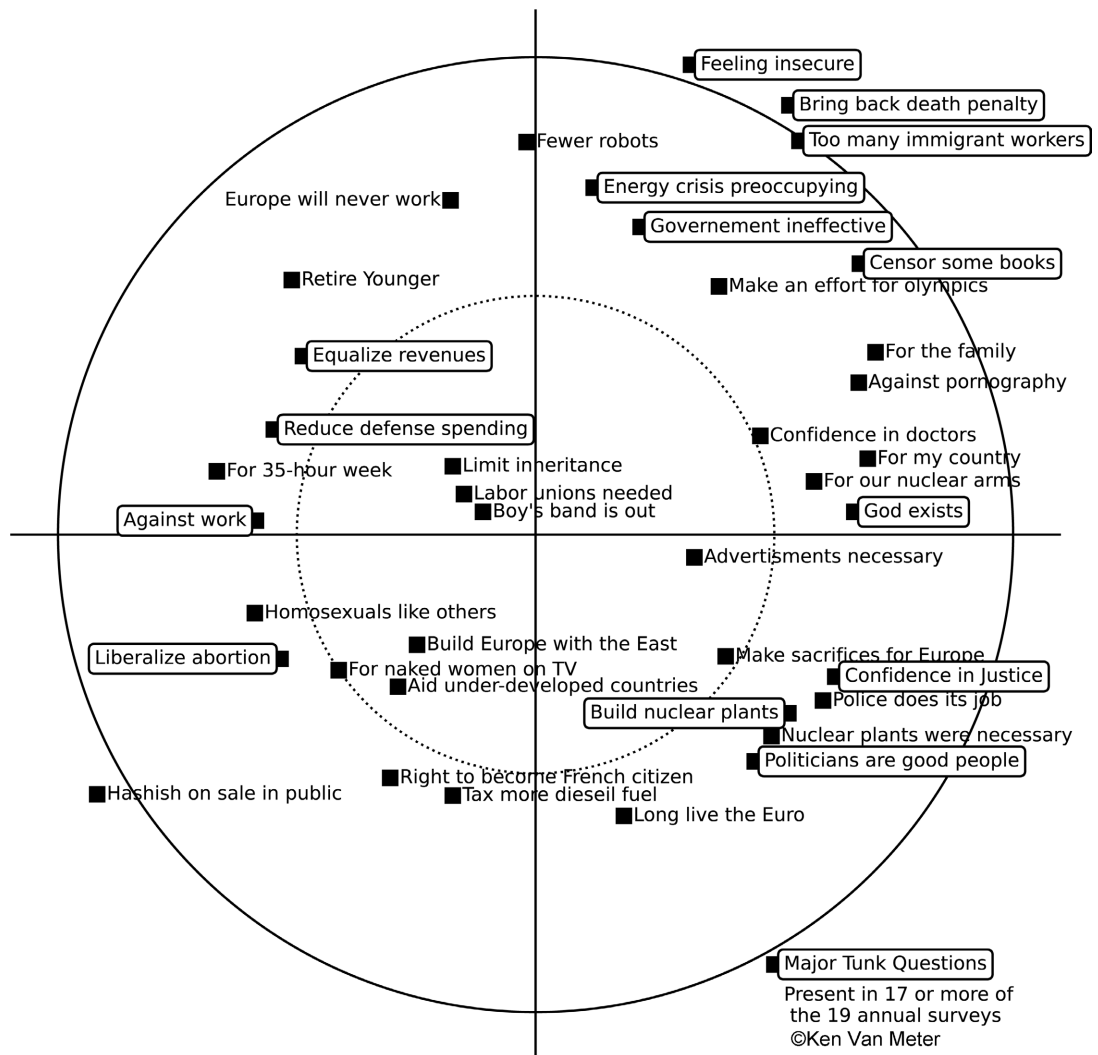 Feeling insecure
Bring back death penalty
Too many immigrant workers
Fewer robots
Energy crisis preoccupying
Europe will never work
Governement ineffective
Censor some books
Retire Younger
Make an effort for olympics
For the family
Equalize revenues
Against pornography
Reduce defense spending
Confidence in doctors
For my country
Limit inheritance
For 35-hour week
For our nuclear arms
Labor unions needed
Boy's band is out
God exists
Against work
Advertisments necessary
Homosexuals like others
Build Europe with the East
Liberalize abortion
Make sacrifices for Europe
For naked women on TV
Confidence in Justice
Aid under-developed countries
Police does its job
Build nuclear plants
Nuclear plants were necessary
Politicians are good people
Right to become French citizen
Hashish on sale in public
Tax more dieseil fuel
Long live the Euro
Major Tunk Questions
Present in 17 or more of
the 19 annual surveys
©Ken Van Meter